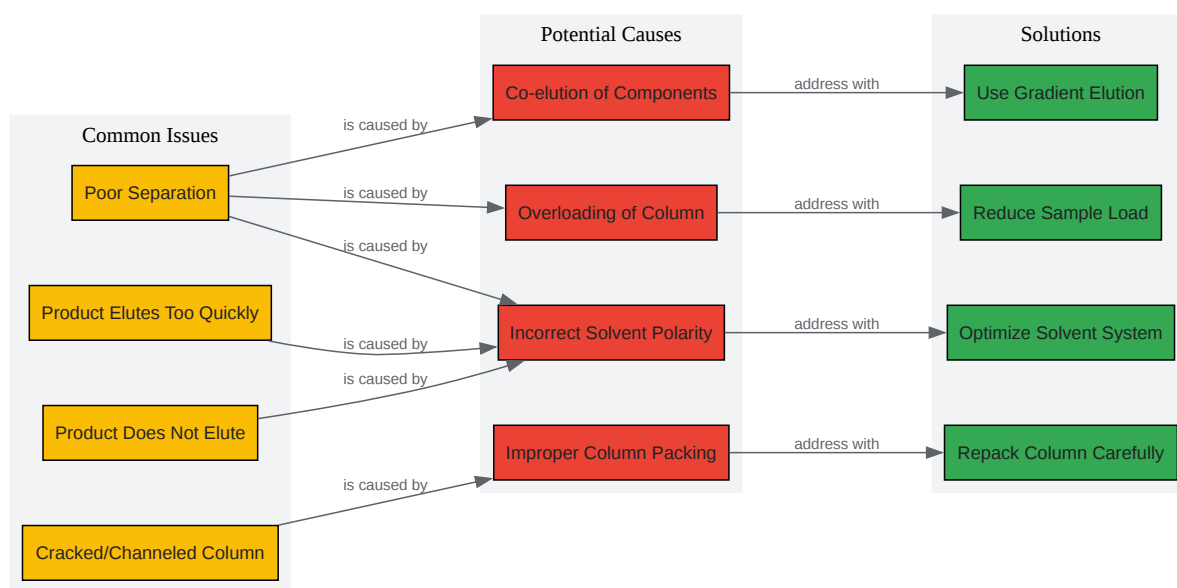 Common Issues
Poor Separation
Product Elutes Too Quickly
Product Does Not Elute
Cracked/Channeled Column
is caused by
is caused by
is caused by
is caused by
is caused by
is caused by
Potential Causes
Co-elution of Components
Overloading of Column
Incorrect Solvent Polarity
Improper Column Packing
address with
address with
address with
address with
Solutions
Use Gradient Elution
Reduce Sample Load
Optimize Solvent System
Repack Column Carefully